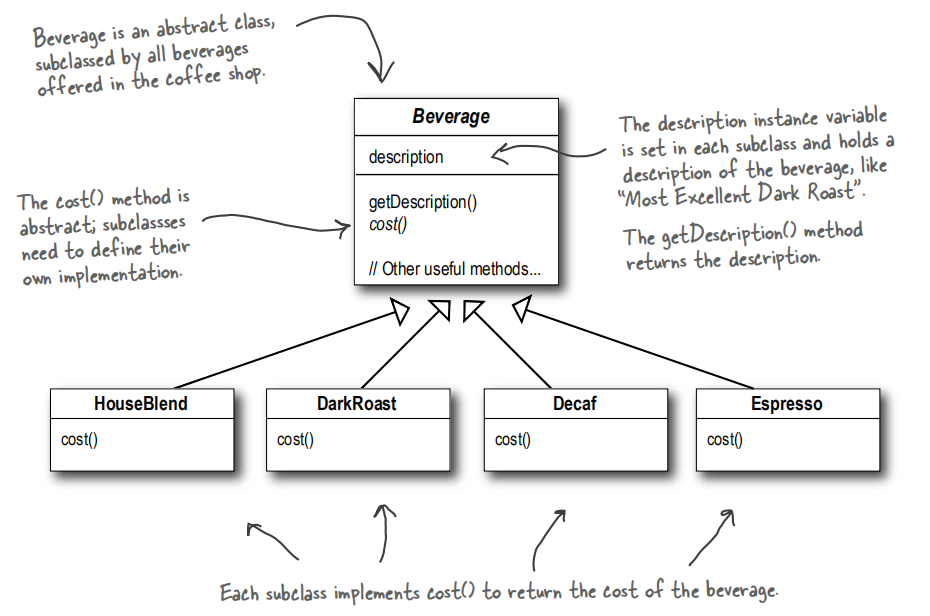 Beverage is an abstract class,
subclassed by all beverages
offered in the coffee shop.
Beverage
description
getDescription()
cost()
// Other useful methods...
The description instance variable
is set in each subclass and holds a
description of the beverage, like
“Most Excellent Dark Roast”.
The getDescription() method
returns the description.
The cost() method is
abstract; subclassses
need to define their
own implementation.
HouseBlend
cost()
DarkRoast
cost()
Decaf
cost()
Espresso
cost()
Each subclass implements cost() to return the cost of the beverage.